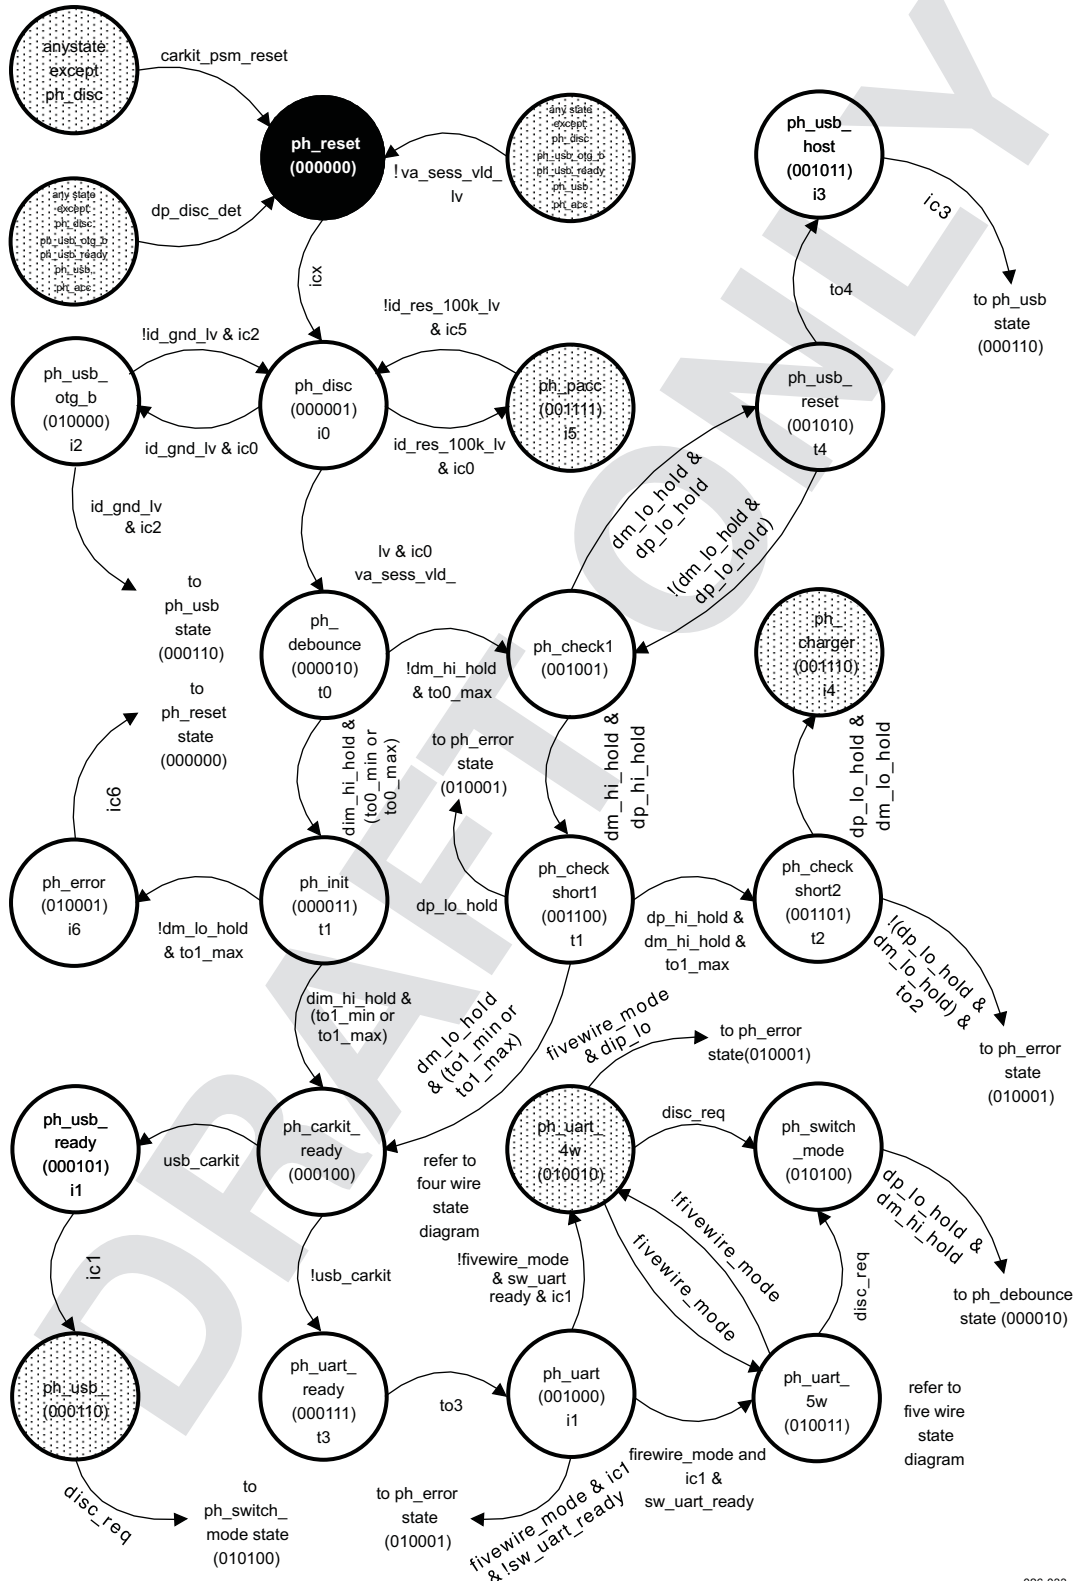 anystate
except
ph_disc
carkit_psm_reset
ph_reset
(000000)
any state
except
ph_disc
ph_usb_otg_b
ph_usb_ready
ph_usb
ph_acc
!va_sess_vld_
lv
any state
except
ph_disc
ph_usb_otg_b
ph_usb_ready
ph_usb
ph_acc
dp_disc_det
ph_usb_
host
(001011)
i3
ic3
to ph_usb
state
(000110)
icx
to4
!id_gnd_lv & ic2
!id_res_100k_lv
& ic5
ph_usb_
otg_b
(010000)
i2
ph_disc
(000001)
i0
ph_pacc
(001111)
i5
ph_usb_
reset
(001010)
t4
id_gnd_lv & ic0
id_res_100k_lv
& ic0
id_gnd_lv
& ic2
dm_lo_hold &
dp_lo_hold
!(dm_lo_hold &
dp_lo_hold)
lv & ic0
va_sess_vld_
to
ph_usb
state
(000110)
ph_
debounce
(000010)
t0
!dm_hi_hold
& to0_max
ph_check1
(001001)
ph_
charger
(001110)
i4
to
ph_reset
state
(000000)
ic6
dim_hi_hold &
(to0_min or
to0_max)
to ph_error
state
(010001)
dm_hi_hold &
dp_hi_hold
dp_lo_hold &
dm_lo_hold
ph_error
(010001)
i6
!dm_lo_hold
& to1_max
ph_init
(000011)
t1
dp_lo_hold
ph_check
short1
(001100)
t1
dp_hi_hold &
dm_hi_hold &
to1_max
ph_check
short2
(001101)
t2
!(dp_lo_hold &
dm_lo_hold) &
to2
to ph_error
state
(010001)
dim_hi_hold &
(to1_min or
to1_max)
dm_lo_hold
& (to1_min or
to1_max)
fivewire_mode
& dip_lo
to ph_error
state(010001)
ph_usb_
ready
(000101)
i1
usb_carkit
ph_carkit_
ready
(000100)
refer to
four wire
state
diagram
ph_uart_
4w
(010010)
disc_req
ph_switch
_mode
(010100)
dp_lo_hold &
dm_hi_hold
to ph_debounce
state (000010)
ic1
!usb_carkit
!fivewire_mode
& sw_uart
ready & ic1
!fivewire_mode
fivewire_mode
disc_req
ph_usb_
(000110)
ph_uart_
ready
(000111)
t3
to3
ph_uart
(001000)
i1
ph_uart_
5w
(010011)
refer to
five wire
state
diagram
firewire_mode and
ic1 &
sw_uart_ready
disc_req
to
ph_switch_
mode state
(010100)
to ph_error
state
(010001)
fivewire_mode & ic1
& !sw_uart_ready
DRAFT ONLY